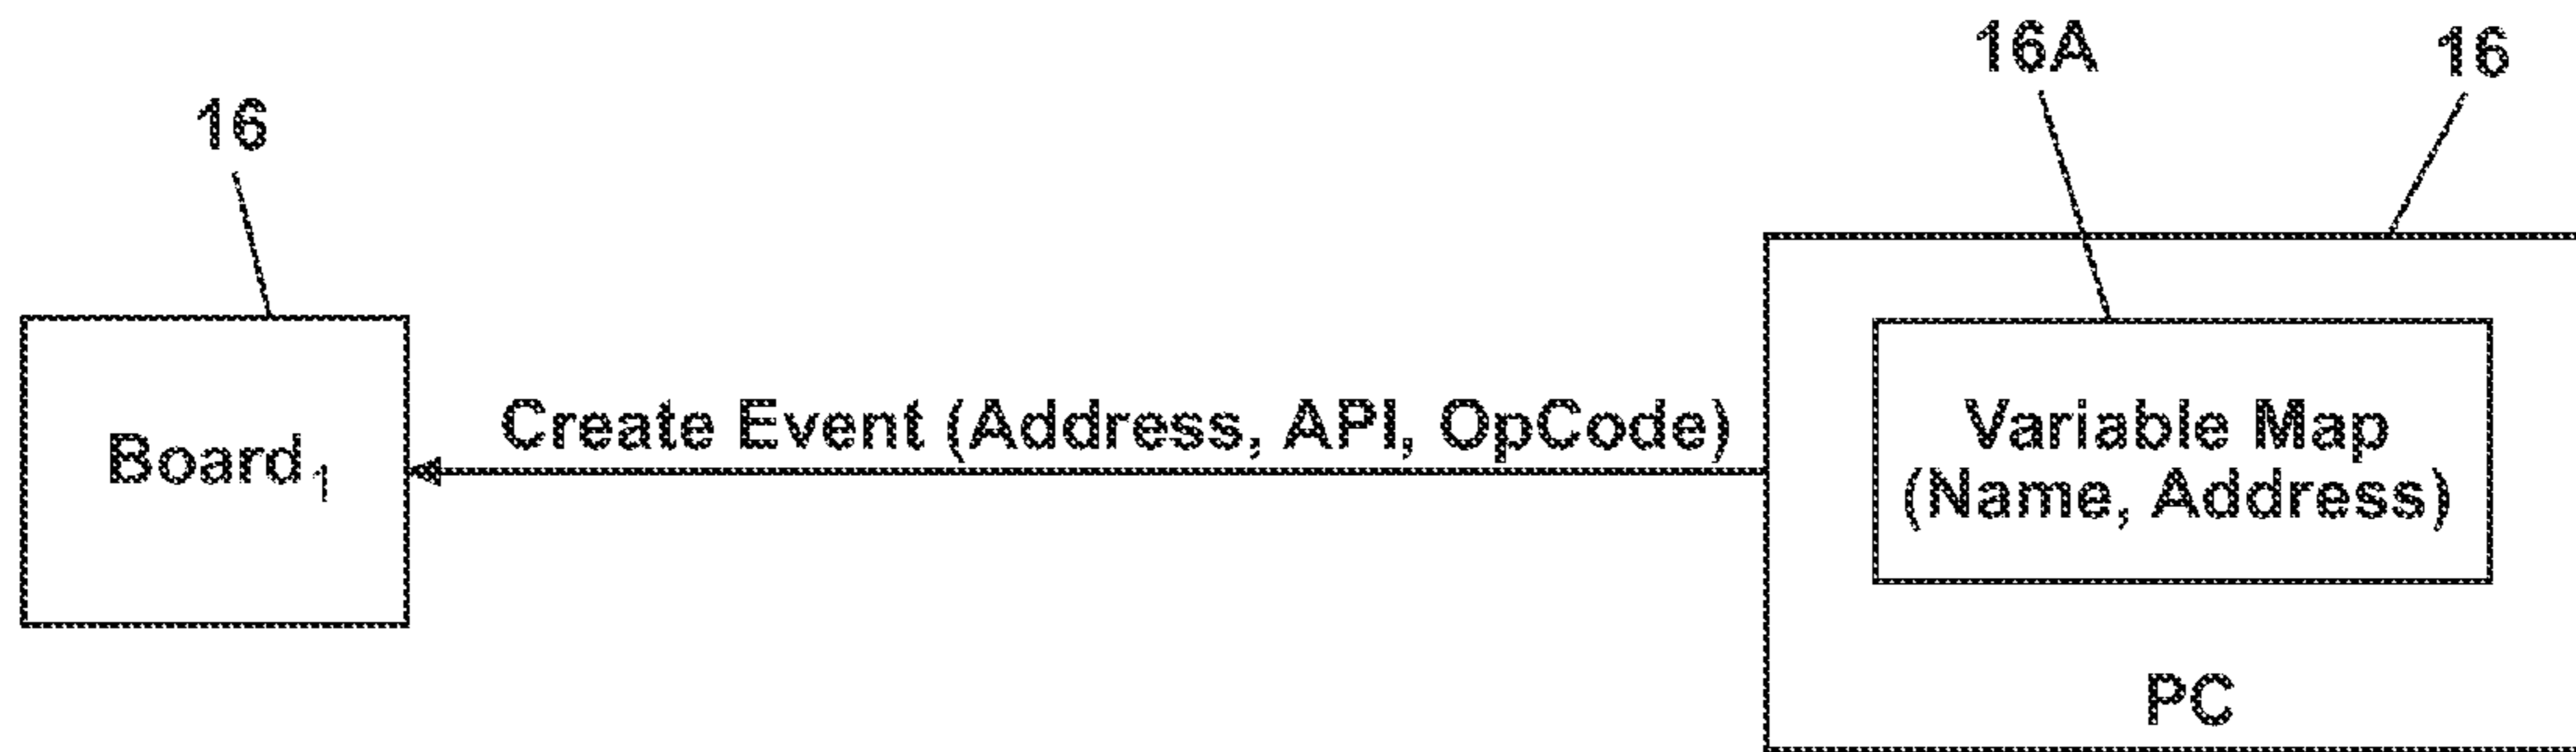 16A
16
16
Board₁
Create Event (Address, API, OpCode)
Variable Map
(Name, Address)
PC